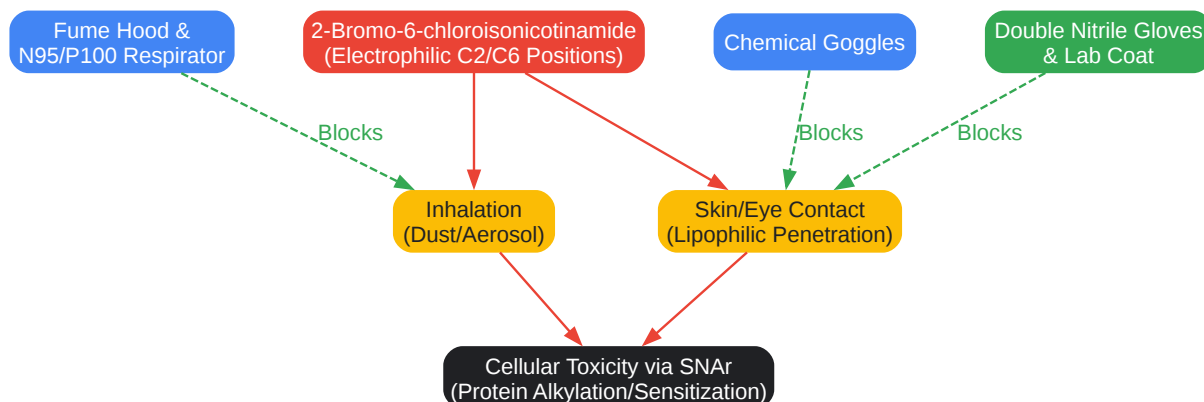 Fume Hood &
N95/P100 Respirator
2-Bromo-6-chloroisonicotinamide
(Electrophilic C2/C6 Positions)
Chemical Goggles
Double Nitrile Gloves
& Lab Coat
Blocks
Blocks
Blocks
Inhalation
(Dust/Aerosol)
Skin/Eye Contact
(Lipophilic Penetration)
Cellular Toxicity via SNAr
(Protein Alkylation/Sensitization)